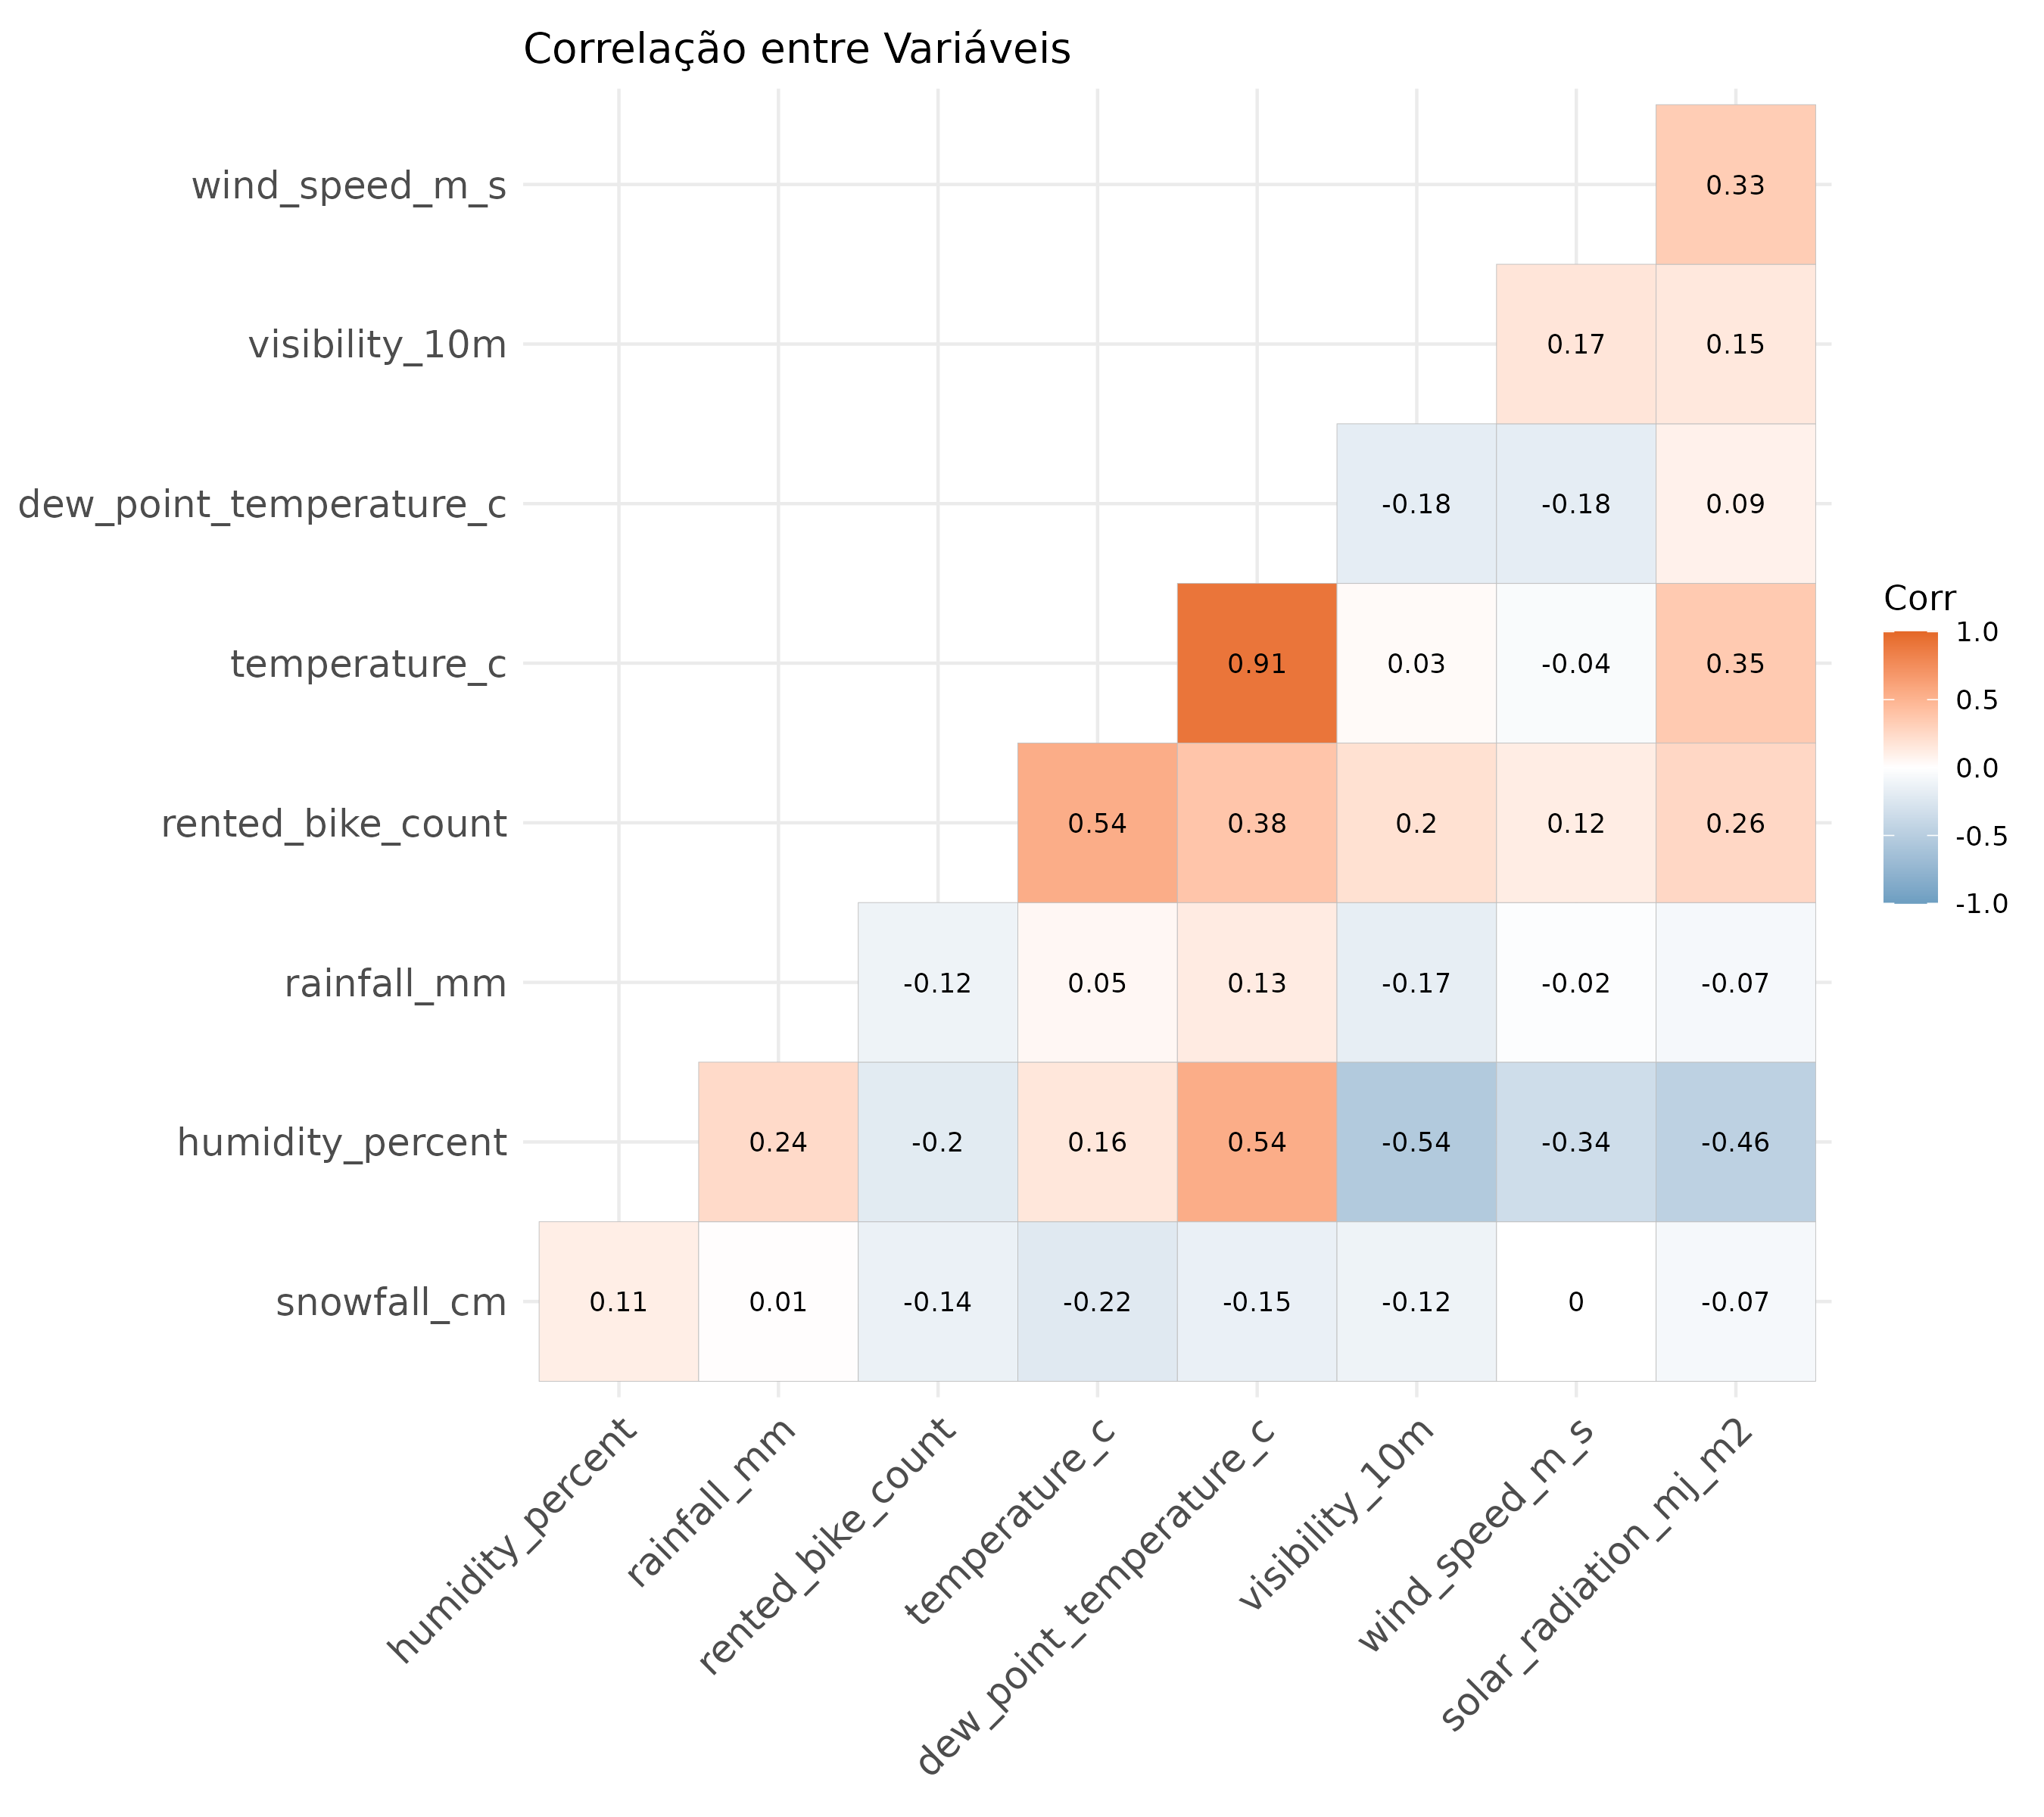 Correlação entre Variáveis
wind_speed_m_s
0.33
visibility_10m
0.17
0.15
dew_point_temperature_c
-0.18
-0.18
0.09
temperature_c
0.91
0.03
-0.04
0.35
rented_bike_count
0.54
0.38
0.2
0.12
0.26
rainfall_mm
-0.12
0.05
0.13
-0.17
-0.02
-0.07
humidity_percent
0.24
-0.2
0.16
0.54
-0.54
-0.34
-0.46
snowfall_cm
0.11
0.01
-0.14
-0.22
-0.15
-0.12
0
-0.07
humidity_percent
rainfall_mm
rented_bike_count
temperature_c
dew_point_temperature_c
visibility_10m
wind_speed_m_s
solar_radiation_mj_m2
Corr
1.0
0.5
0.0
-0.5
-1.0